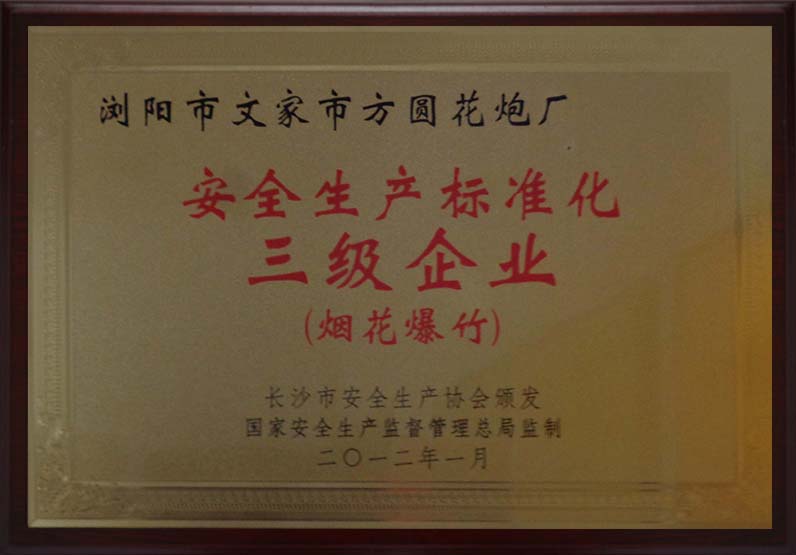 浏阳市文家市方圆花炮厂
安全生产标准化
三级企业
(烟花爆竹)
长沙市安全生产协会颁发
国家安全生产监督管理总局监制
二〇一二年一月